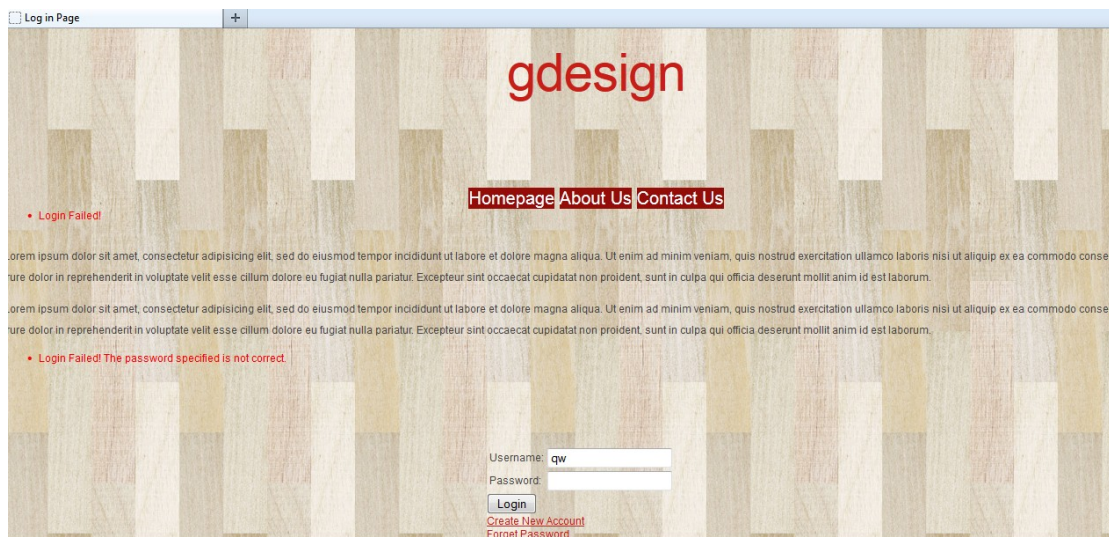 Log in Page
gdesign
Homepage About Us Contact Us
• Login Failed!
Lorem ipsum dolor sit amet, consectetur adipisicing elit, sed do eiusmod tempor incididunt ut labore et dolore magna aliqua. Ut enim ad minim veniam, quis nostrud exercitation ullamco laboris nisi ut aliquip ex ea commodo conse
rure dolor in reprehenderit in voluptate velit esse cillum dolore eu fugiat nulla pariatur. Excepteur sint occaecat cupidatat non proident, sunt in culpa qui officia deserunt mollit anim id est laborum.
Lorem ipsum dolor sit amet, consectetur adipisicing elit, sed do eiusmod tempor incididunt ut labore et dolore magna aliqua. Ut enim ad minim veniam, quis nostrud exercitation ullamco laboris nisi ut aliquip ex ea commodo conse
rure dolor in reprehenderit in voluptate velit esse cillum dolore eu fugiat nulla pariatur. Excepteur sint occaecat cupidatat non proident, sunt in culpa qui officia deserunt mollit anim id est laborum.
• Login Failed! The password specified is not correct.
Username: qw
Password:
Login
Create New Account
Forget Password